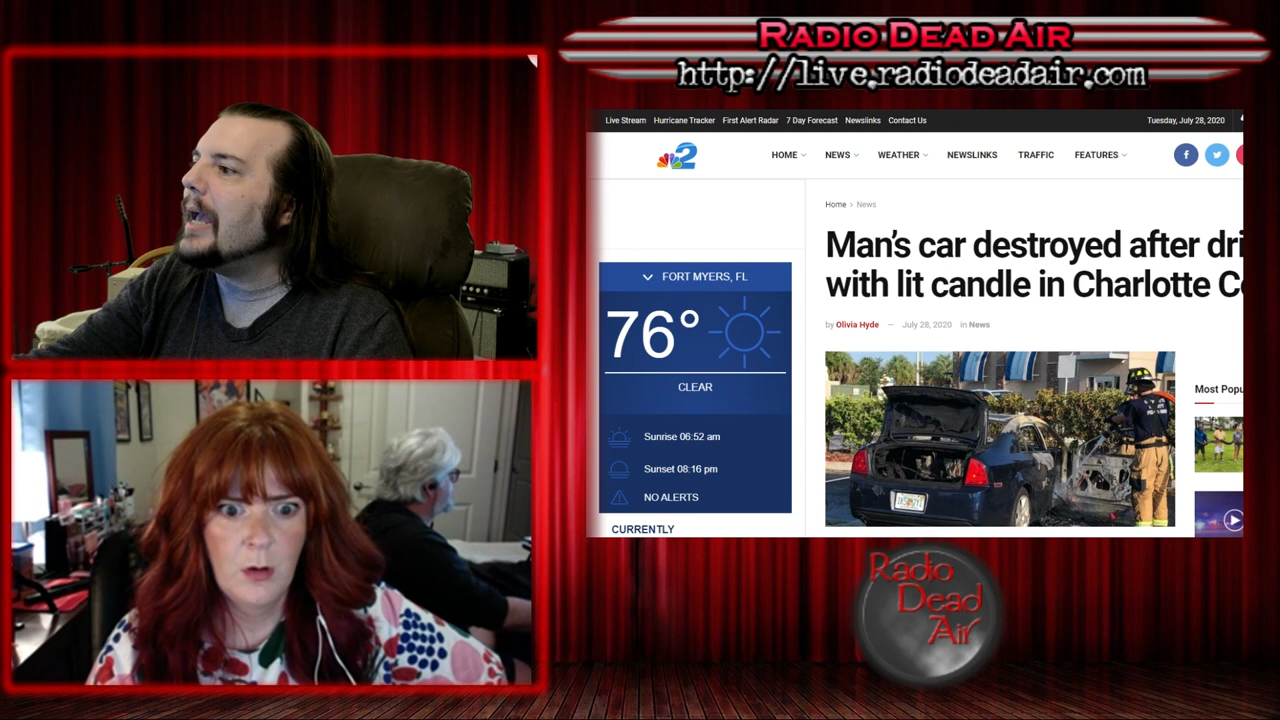 RADIO DEAD AIR
http://live.radiodeadair.com
Live Stream Hurricane Tracker First Alert Radar 7 Day Forecast Newslinks Contact Us Tuesday, July 28, 2020
2 HOME NEWS WEATHER NEWSLINKS TRAFFIC FEATURES
Home > News
Man's car destroyed after dri
with lit candle in Charlotte C
by Olivia Hyde — July 28, 2020 in News
FORT MYERS, FL
76°
CLEAR
Sunrise 06:52 am
Sunset 08:16 pm
NO ALERTS
CURRENTLY
Most Popu
Radio
Dead
Air